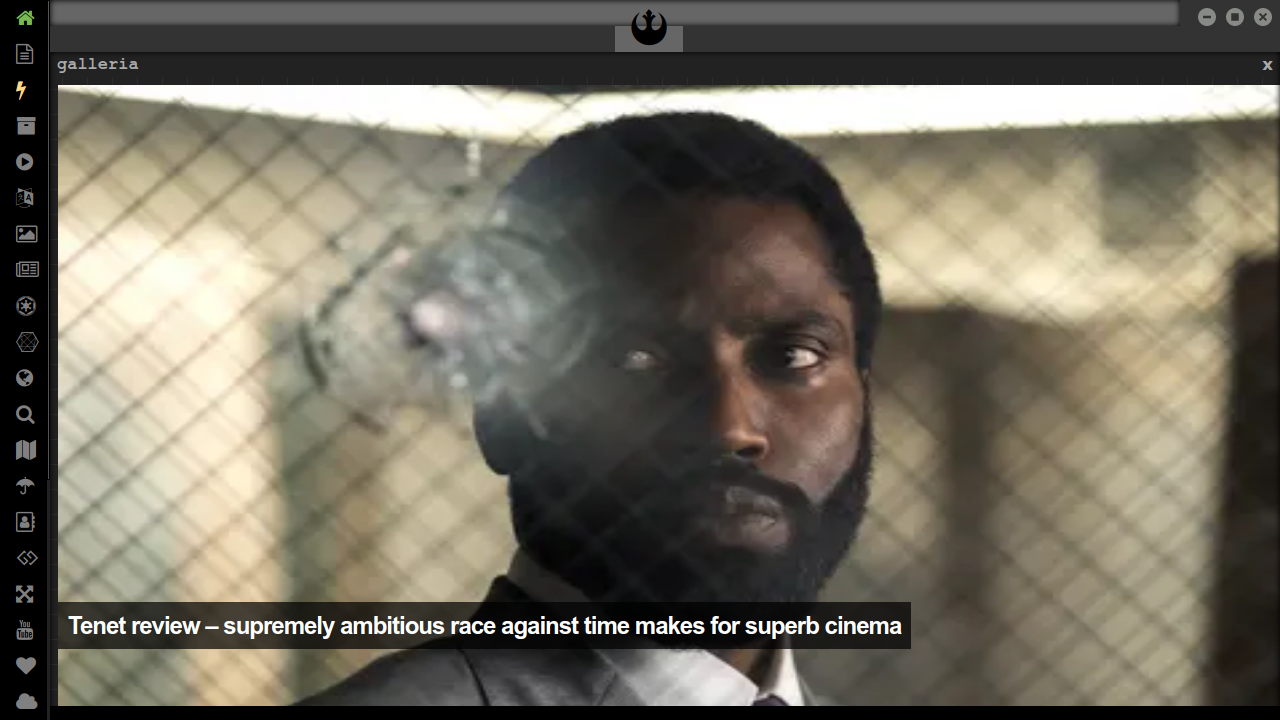 galleria
x
Tenet review – supremely ambitious race against time makes for superb cinema
You
Tube